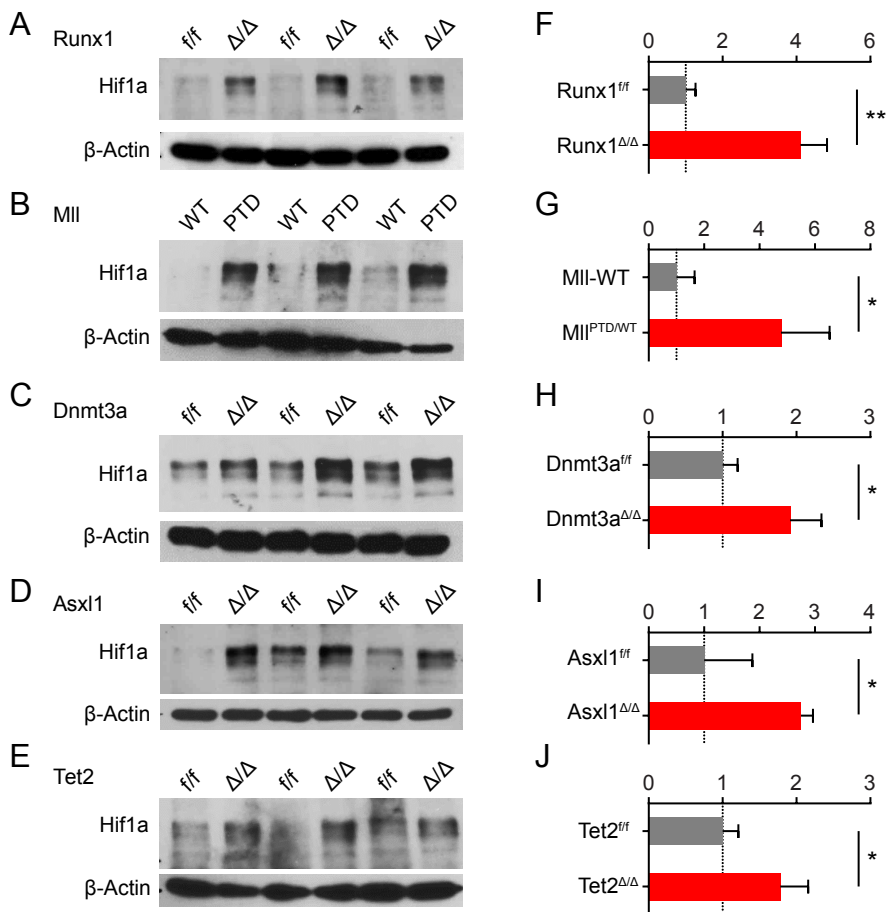 A
Runx1
f/f Δ/Δ f/f Δ/Δ f/f Δ/Δ
Hif1a
β-Actin
B
Mll
WT PTD WT PTD WT PTD
Hif1a
β-Actin
C
Dnmt3a
f/f Δ/Δ f/f Δ/Δ f/f Δ/Δ
Hif1a
β-Actin
D
Asxl1
f/f Δ/Δ f/f Δ/Δ f/f Δ/Δ
Hif1a
β-Actin
E
Tet2
f/f Δ/Δ f/f Δ/Δ f/f Δ/Δ
Hif1a
β-Actin
F
0 2 4 6
Runx1f/f
**
Runx1Δ/Δ
G
0 2 4 6 8
Mll-WT
*
MllPTD/WT
H
0 1 2 3
Dnmt3af/f
*
Dnmt3aΔ/Δ
I
0 1 2 3 4
Asxl1f/f
*
Asxl1Δ/Δ
J
0 1 2 3
Tet2f/f
*
Tet2Δ/Δ